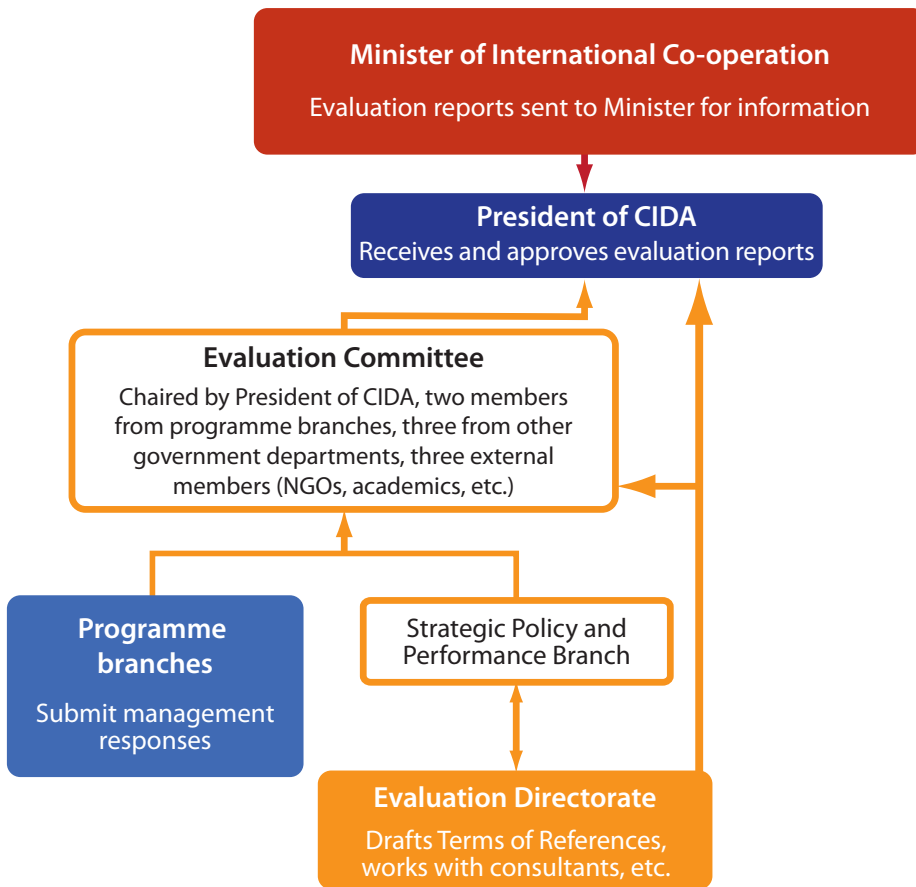 Minister of International Co-operation
Evaluation reports sent to Minister for information
President of CIDA
Receives and approves evaluation reports
Evaluation Committee
Chaired by President of CIDA, two members
from programme branches, three from other
government departments, three external
members (NGOs, academics, etc.)
Programme
branches
Submit management
responses
Strategic Policy and
Performance Branch
Evaluation Directorate
Drafts Terms of References,
works with consultants, etc.